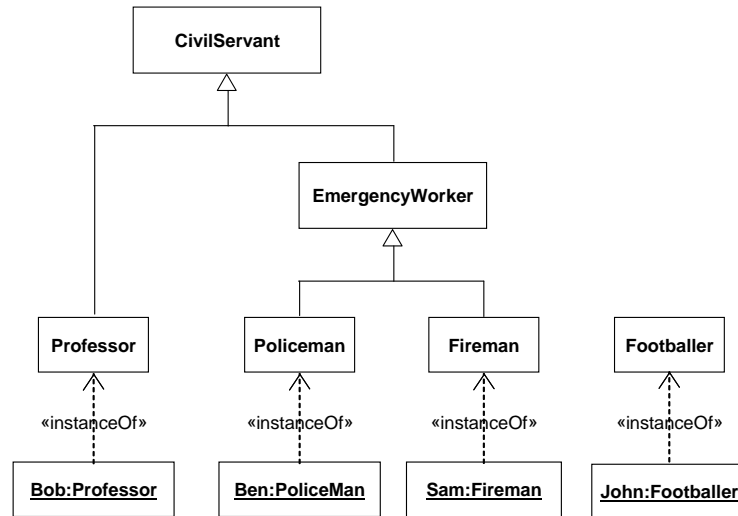 CivilServant
EmergencyWorker
Professor
Policeman
Fireman
Footballer
«instanceOf»
«instanceOf»
«instanceOf»
«instanceOf»
Bob:Professor
Ben:PoliceMan
Sam:Fireman
John:Footballer